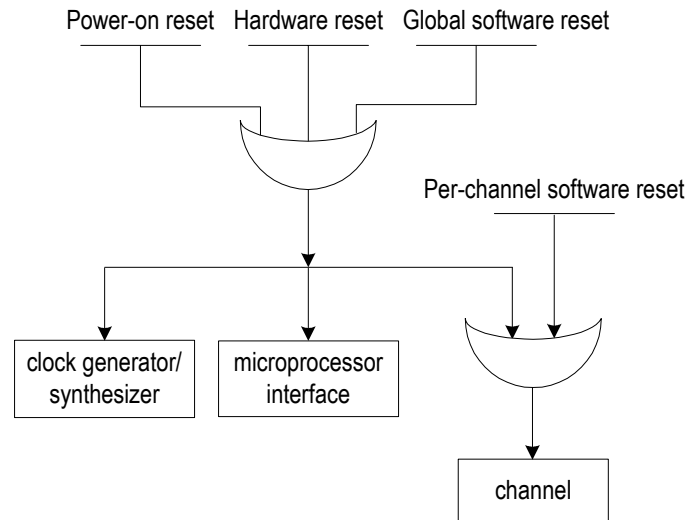 Power-on reset
Hardware reset
Global software reset
Per-channel software reset
clock generator/
synthesizer
microprocessor
interface
channel